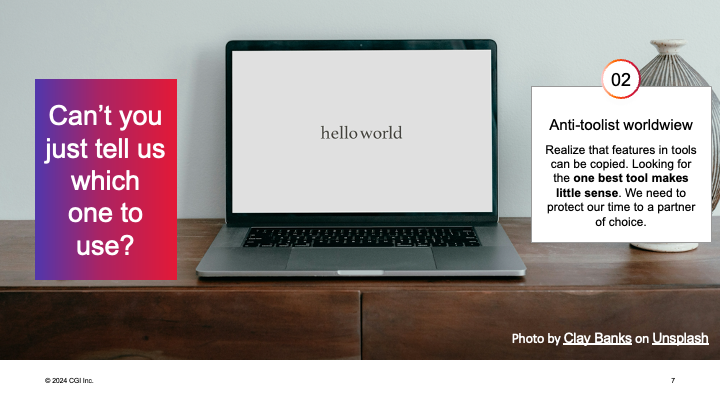 Can’t you
just tell us
which
one to
use?
hello world
02
Anti-toolist worldwiew
Realize that features in tools
can be copied. Looking for
the one best tool makes
little sense. We need to
protect our time to a partner
of choice.
Photo by Clay Banks on Unsplash
© 2024 CGI Inc.
7